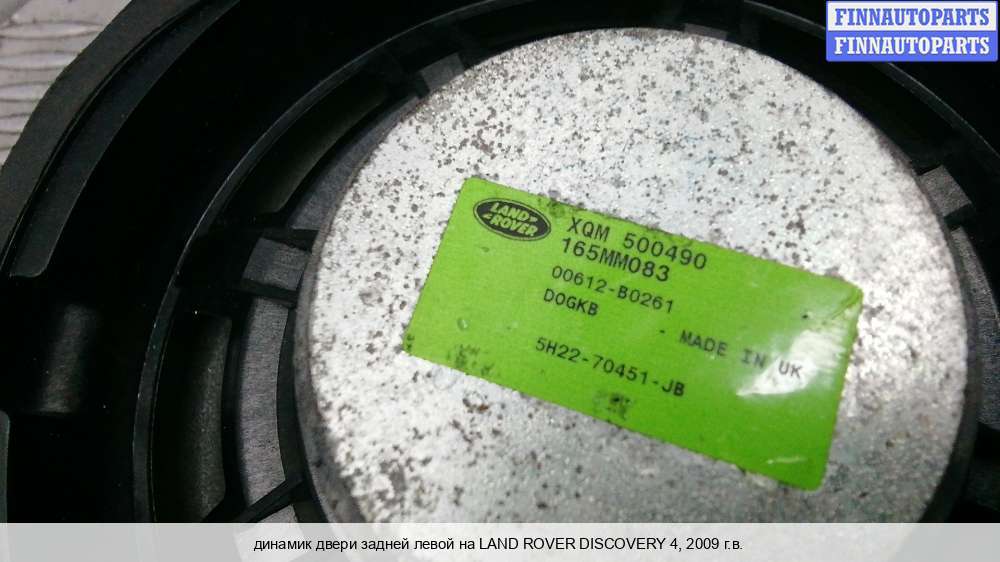 FINNAUTOPARTS
FINNAUTOPARTS
LAND
ROVER
XQM 500490
165MM083
00612-B0261
DOGKB
- MADE IN UK
5H22-70451-JB
динамик двери задней левой на LAND ROVER DISCOVERY 4, 2009 г.в.